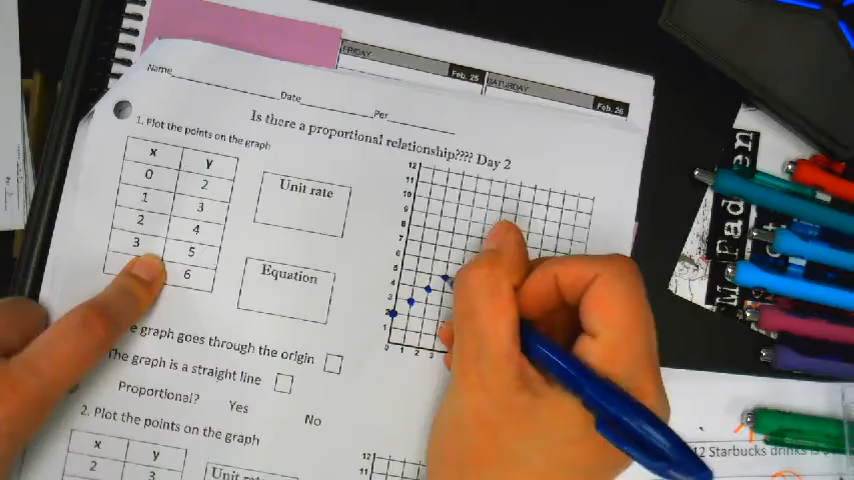 FRIDAY
Feb. 25
SATURDAY
Feb. 26
Name Date Per
Is there a proportional relationship???? Day 2
1. Plot the points on the graph
x y
0 2
1 3
2 4
3 5
6
Unit rate
Equation
12
11
10
9
8
7
6
5
4
3
2
1
0 1 2 3
e graph goes through the origin
The graph is a straight line
Proportional? Yes No
2. Plot the points on the graph
x y
2 3
Unit rat
12
11
12 Starbucks drinks is